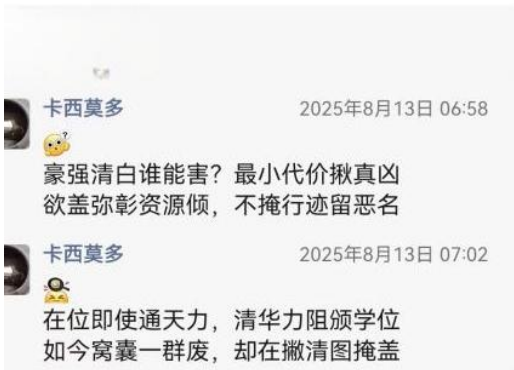 卡西莫多 2025年8月13日 06:58
豪强清白谁能害？最小代价揪真凶
欲盖弥彰资源倾，不掩行迹留恶名
卡西莫多 2025年8月13日 07:02
在位即使通天力，清华力阻颁学位
如今窝囊一群废，却在撇清图掩盖